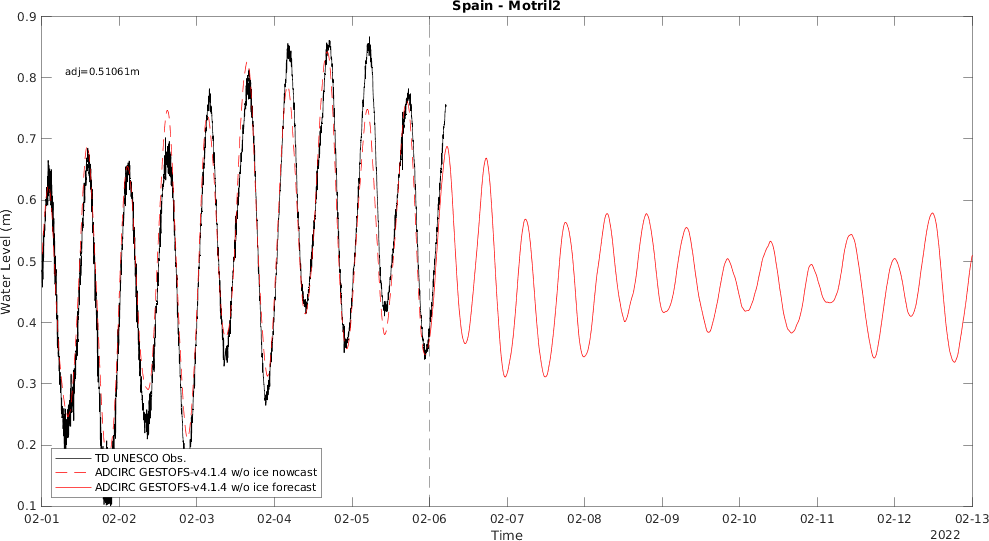 Spain - Motril2
adj=0.51061m
Water Level (m)
0.9
0.8
0.7
0.6
0.5
0.4
0.3
0.2
0.1
TD UNESCO Obs.
ADCIRC GESTOFS-v4.1.4 w/o ice nowcast
ADCIRC GESTOFS-v4.1.4 w/o ice forecast
02-01 02-02 02-03 02-04 02-05 02-06 02-07 02-08 02-09 02-10 02-11 02-12 02-13
Time
2022